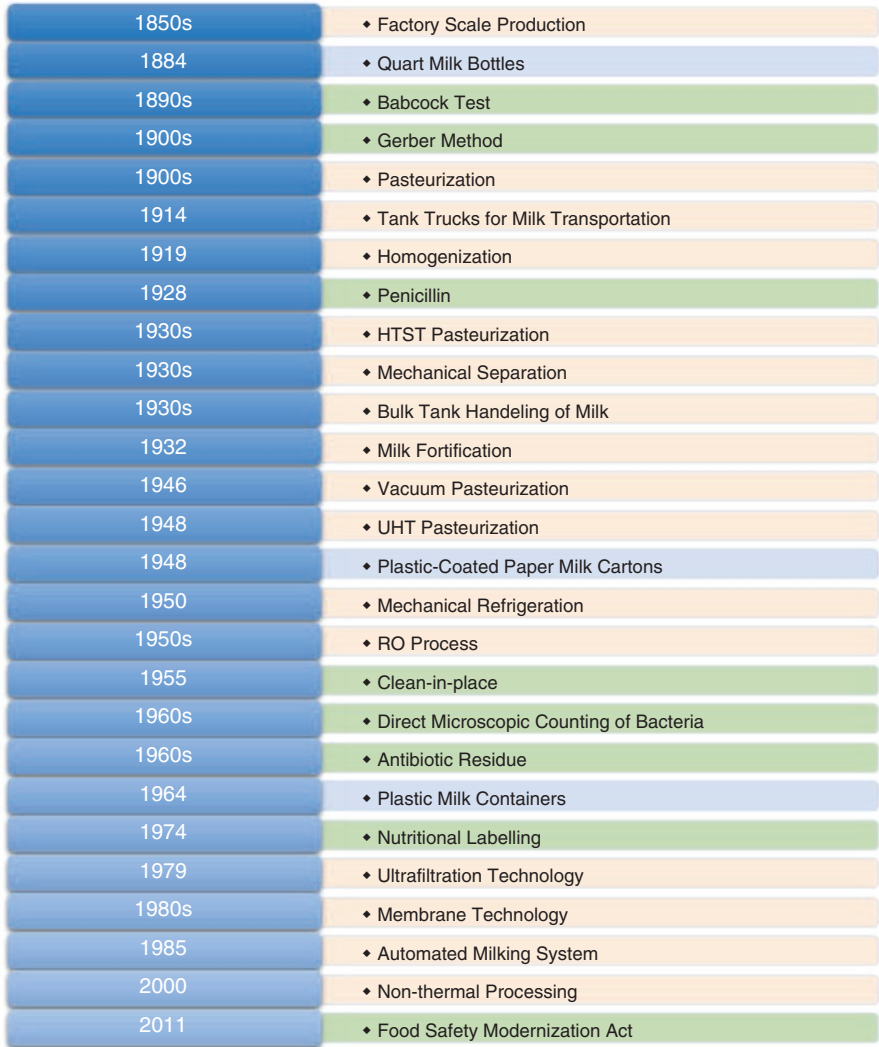 1850s ◆ Factory Scale Production
1884 ◆ Quart Milk Bottles
1890s ◆ Babcock Test
1900s ◆ Gerber Method
1900s ◆ Pasteurization
1914 ◆ Tank Trucks for Milk Transportation
1919 ◆ Homogenization
1928 ◆ Penicillin
1930s ◆ HTST Pasteurization
1930s ◆ Mechanical Separation
1930s ◆ Bulk Tank Handeling of Milk
1932 ◆ Milk Fortification
1946 ◆ Vacuum Pasteurization
1948 ◆ UHT Pasteurization
1948 ◆ Plastic-Coated Paper Milk Cartons
1950 ◆ Mechanical Refrigeration
1950s ◆ RO Process
1955 ◆ Clean-in-place
1960s ◆ Direct Microscopic Counting of Bacteria
1960s ◆ Antibiotic Residue
1964 ◆ Plastic Milk Containers
1974 ◆ Nutritional Labelling
1979 ◆ Ultrafiltration Technology
1980s ◆ Membrane Technology
1985 ◆ Automated Milking System
2000 ◆ Non-thermal Processing
2011 ◆ Food Safety Modernization Act